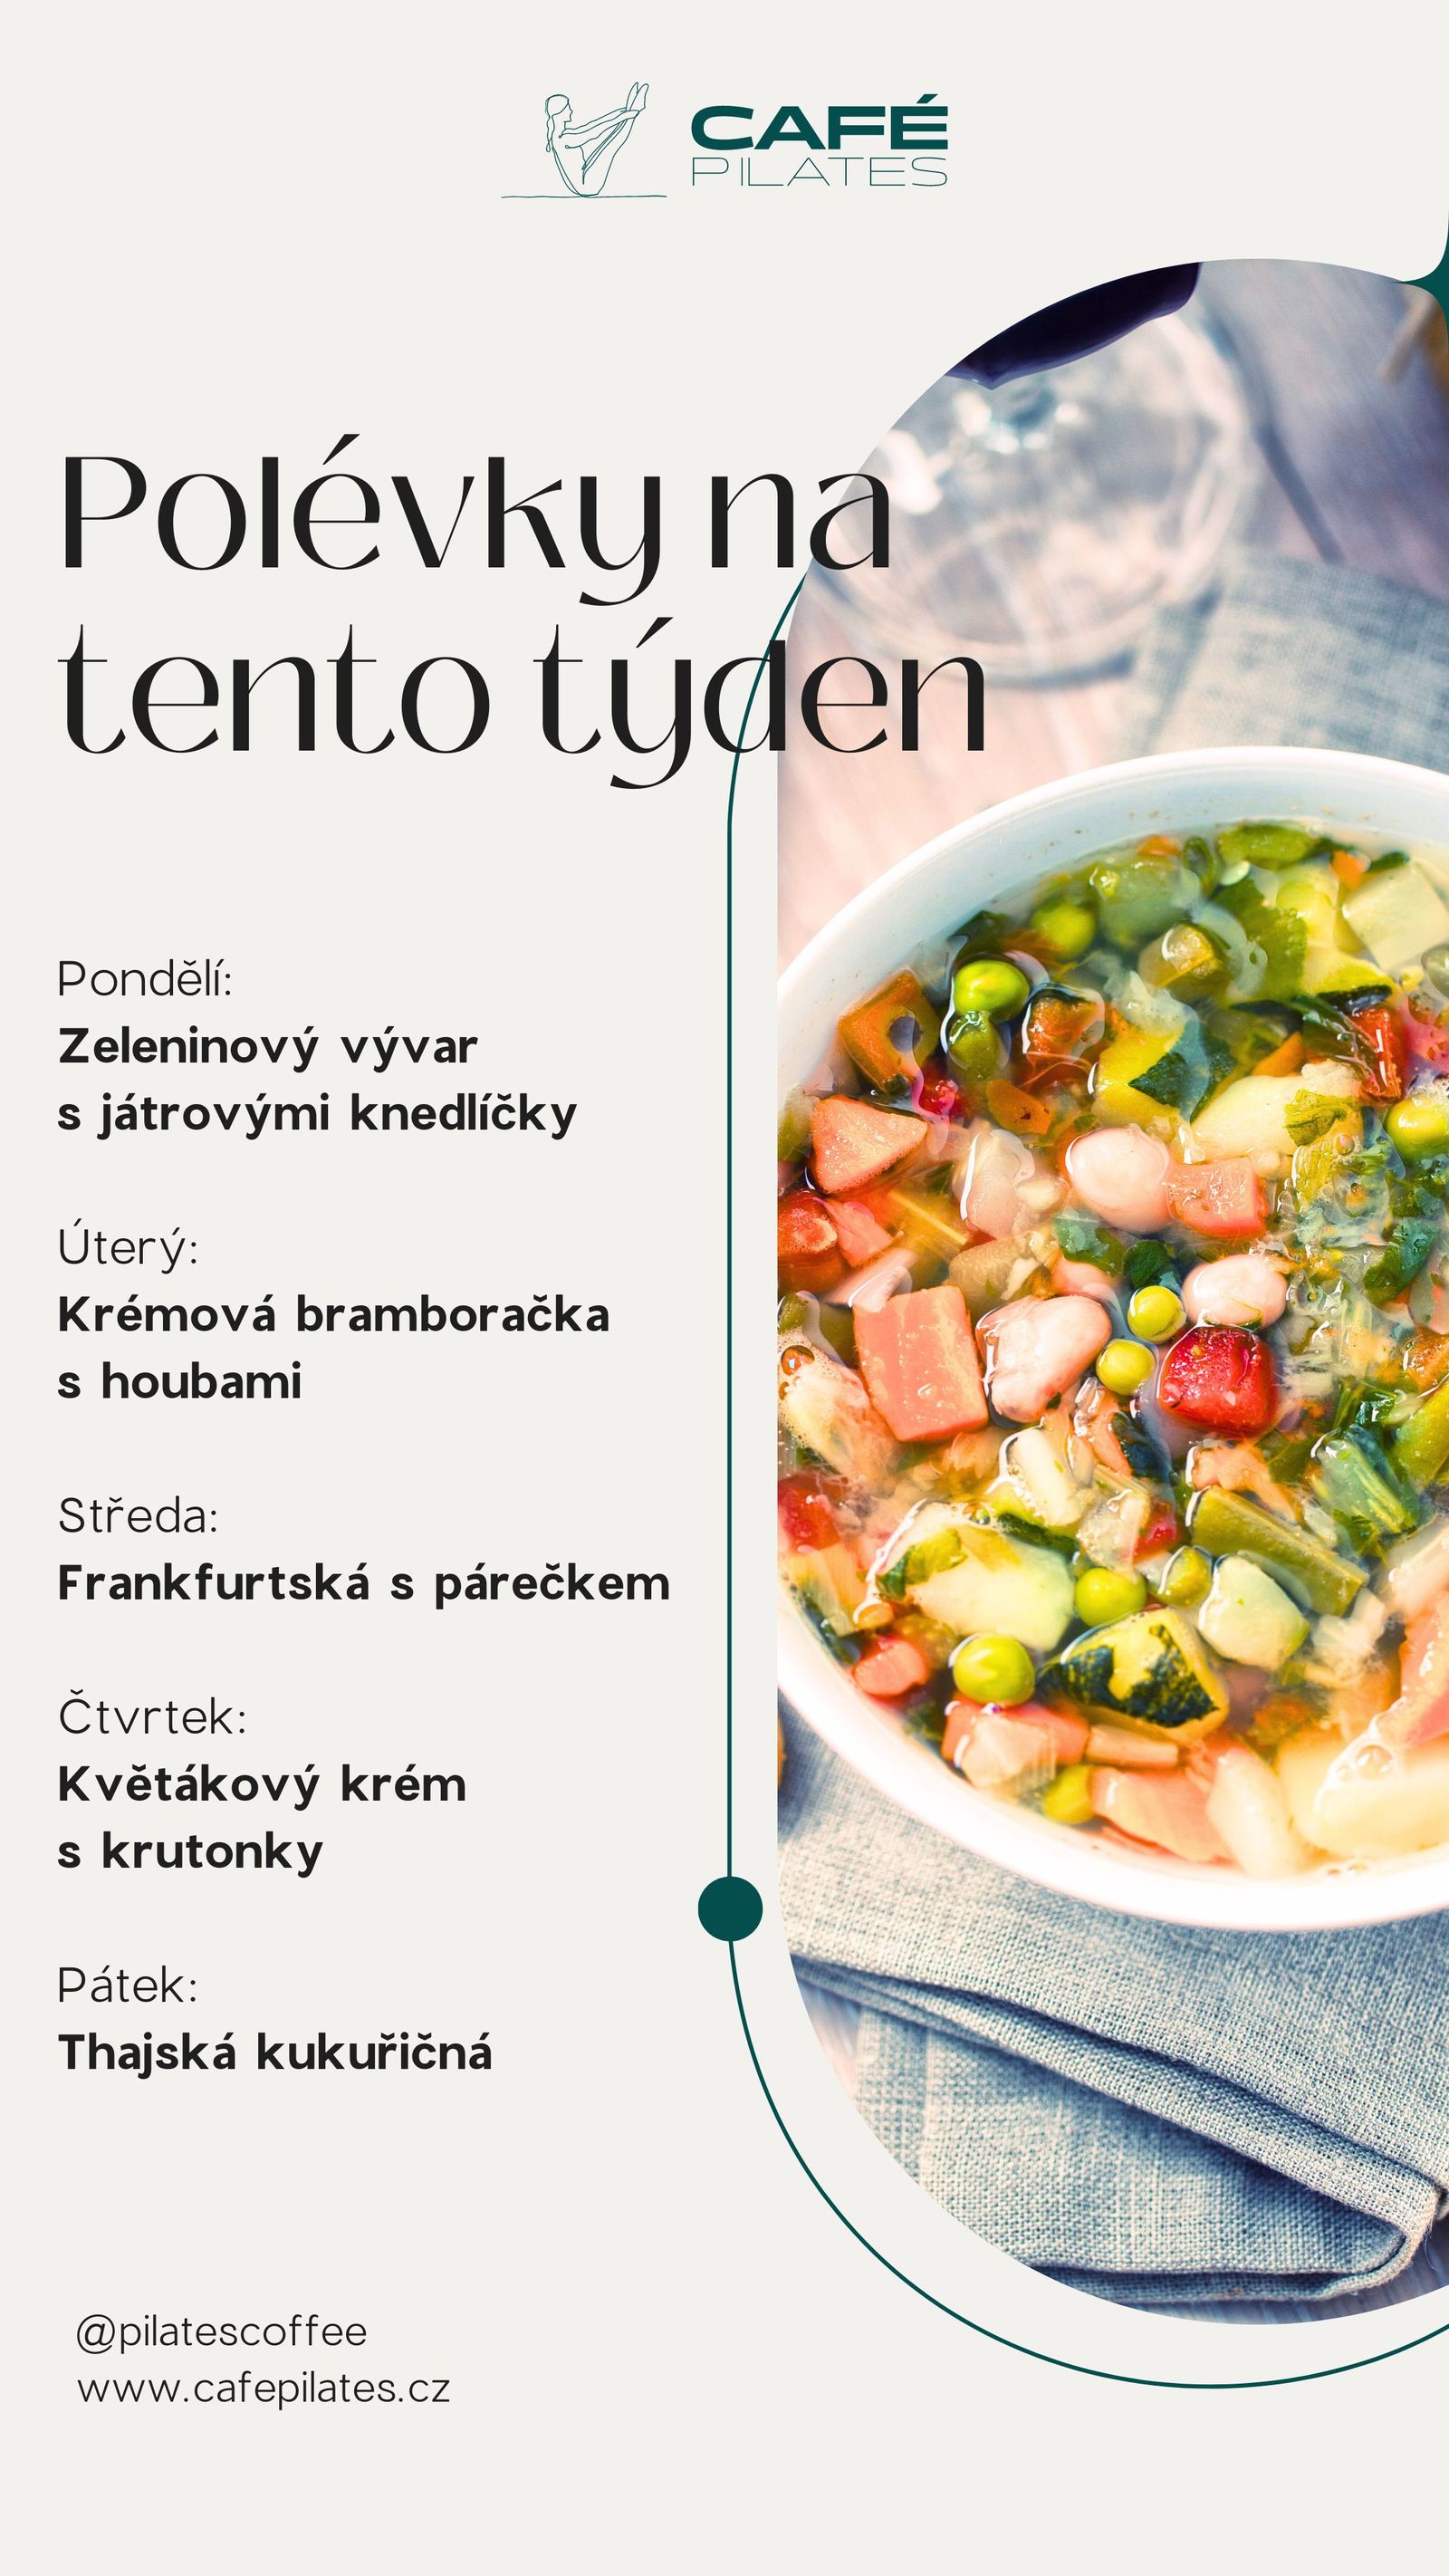 CAFÉ
PILATES
Polévky na
tento týden
Pondělí:
Zeleninový vývar
s játrovými knedlíčky
Úterý:
Krémová bramboračka
s houbami
Středa:
Frankfurtská s párečkem
Čtvrtek:
Květákový krém
s krutonky
Pátek:
Thajská kukuřičná
@pilatescoffee
www.cafepilates.cz